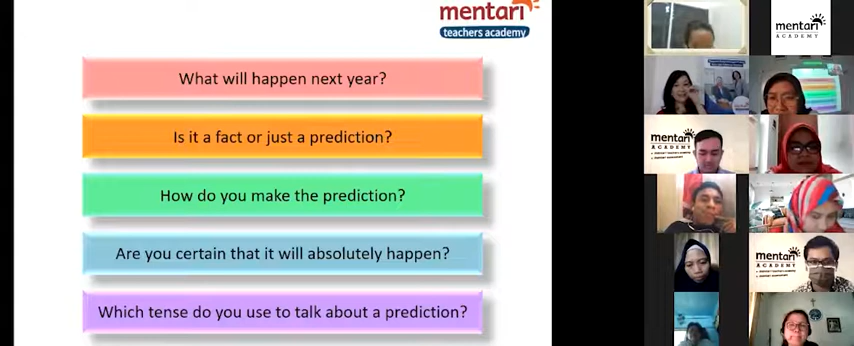 mentari
teachers academy
What will happen next year?
Is it a fact or just a prediction?
How do you make the prediction?
Are you certain that it will absolutely happen?
Which tense do you use to talk about a prediction?
mentari
ACADEMY
mentari
ACADEMY
mentari
ACADEMY